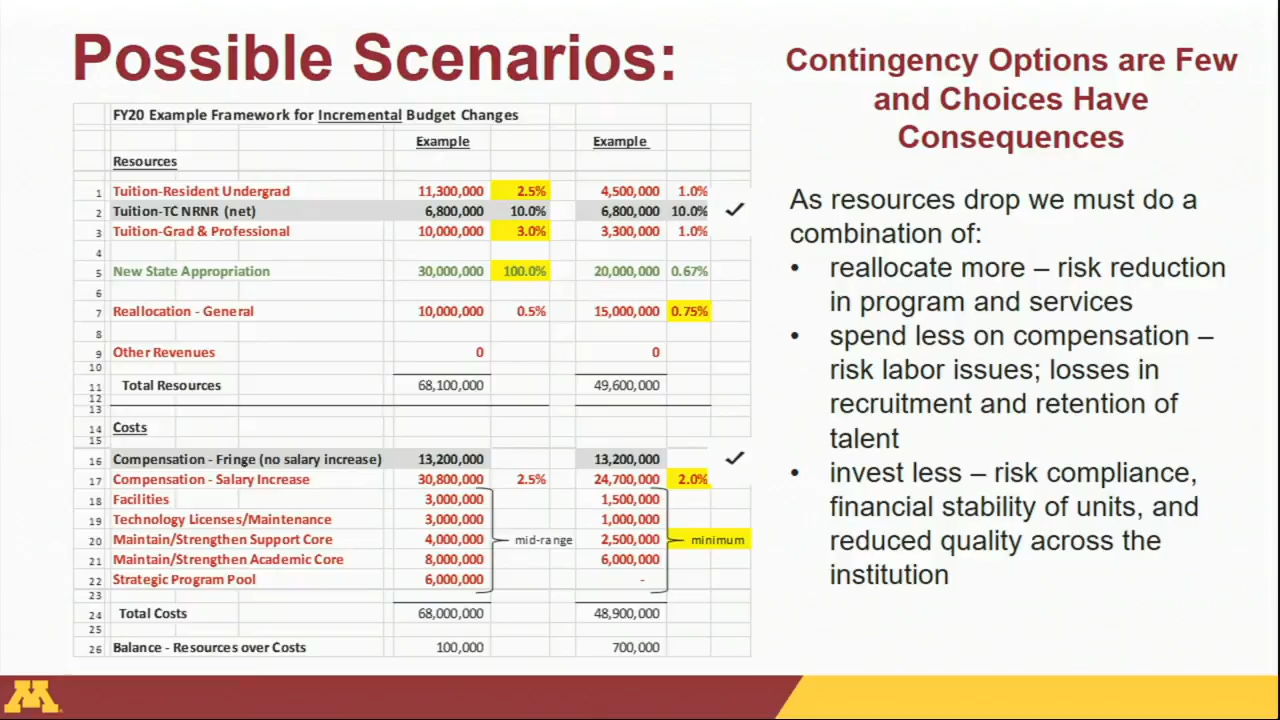 Possible Scenarios:
FY20 Example Framework for Incremental Budget Changes
Example Example
Resources
1 Tuition-Resident Undergrad 11,300,000 2.5% 4,500,000 1.0%
2 Tuition-TC NRNR (net) 6,800,000 10.0% 6,800,000 10.0% ✓
3 Tuition-Grad & Professional 10,000,000 3.0% 3,300,000 1.0%
4
5 New State Appropriation 30,000,000 100.0% 20,000,000 0.67%
6
7 Reallocation - General 10,000,000 0.5% 15,000,000 0.75%
8
9 Other Revenues 0 0
10
11 Total Resources 68,100,000 49,600,000
12
13
14 Costs
15
16 Compensation - Fringe (no salary increase) 13,200,000 13,200,000 ✓
17 Compensation - Salary Increase 30,800,000 2.5% 24,700,000 2.0%
18 Facilities 3,000,000 1,500,000
19 Technology Licenses/Maintenance 3,000,000 1,000,000
20 Maintain/Strengthen Support Core 4,000,000 mid-range 2,500,000 minimum
21 Maintain/Strengthen Academic Core 8,000,000 6,000,000
22 Strategic Program Pool 6,000,000 -
23
24 Total Costs 68,000,000 48,900,000
25
26 Balance - Resources over Costs 100,000 700,000
Contingency Options are Few
and Choices Have
Consequences
As resources drop we must do a
combination of:
• reallocate more – risk reduction
in program and services
• spend less on compensation –
risk labor issues; losses in
recruitment and retention of
talent
• invest less – risk compliance,
financial stability of units, and
reduced quality across the
institution
M